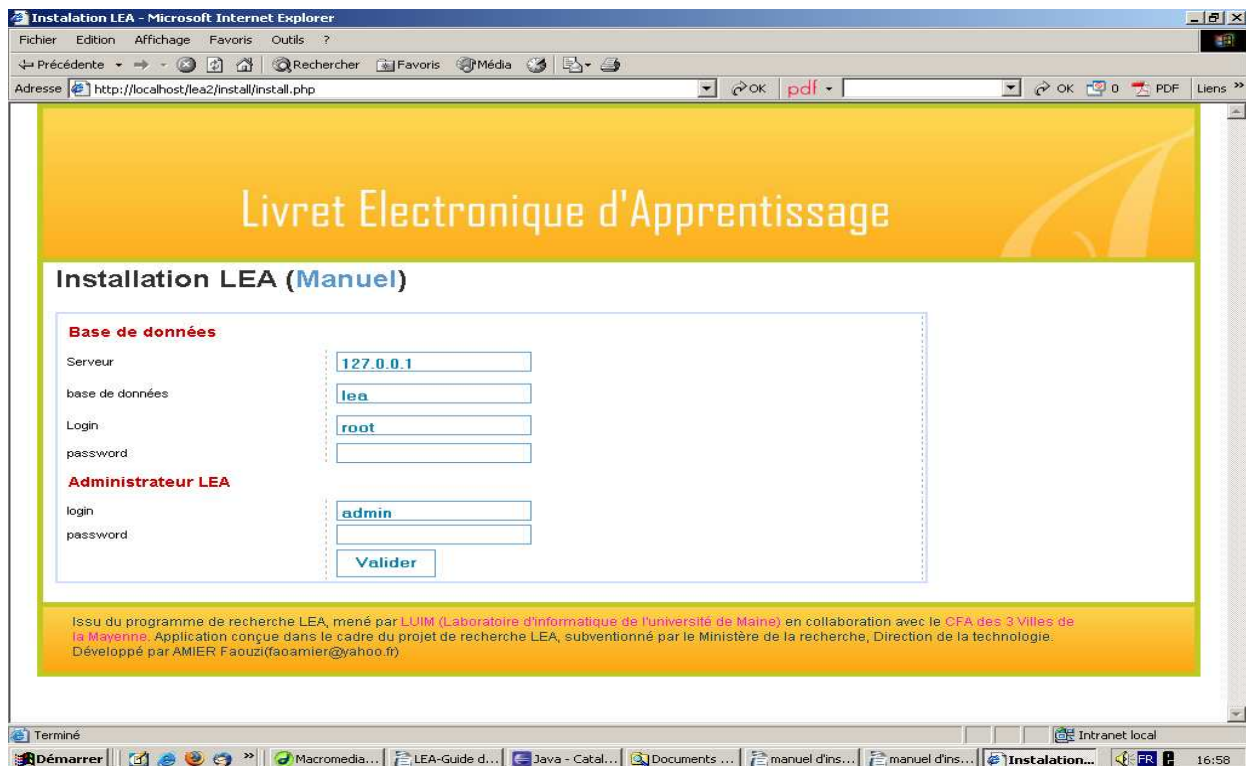 Instalation LEA - Microsoft Internet Explorer
Fichier Edition Affichage Favoris Outils ?
Précédente Rechercher Favoris Média
Adresse http://localhost/lea2/install/install.php OK pdf OK 0 PDF Liens »
Livret Electronique d'Apprentissage
Installation LEA (Manuel)
Base de données
Serveur 127.0.0.1
base de données lea
Login root
password
Administrateur LEA
login admin
password
Valider
Issu du programme de recherche LEA, mené par LUIM (Laboratoire d'informatique de l'université de Maine) en collaboration avec le CFA des 3 Villes de
la Mayenne. Application conçue dans le cadre du projet de recherche LEA, subventionné par le Ministère de la recherche, Direction de la technologie.
Développé par AMIER Faouzi(faoamier@yahoo.fr)
Terminé Intranet local
Démarrer » Macromedia... LEA-Guide d... Java - Catal... Documents ... manuel d'ins... manuel d'ins... Instalation... FR 16:58